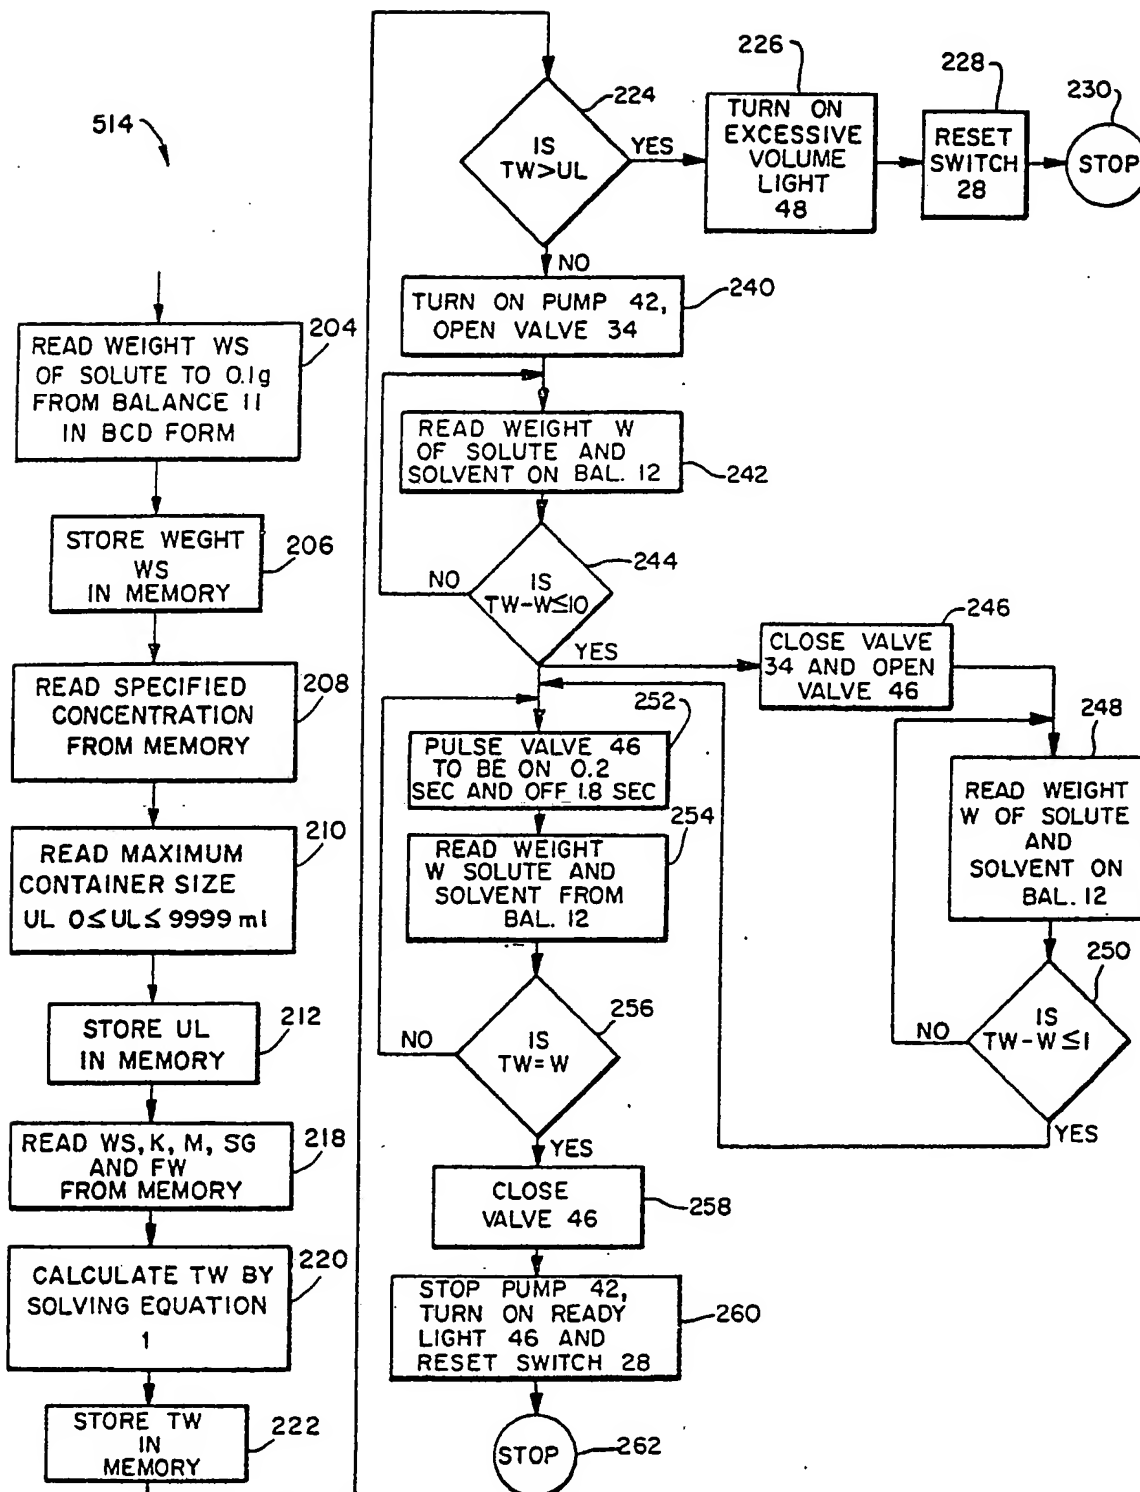 514
204
READ WEIGHT WS
OF SOLUTE TO 0.1g
FROM BALANCE 11
IN BCD FORM
206
STORE WEGHT
WS
IN MEMORY
208
READ SPECIFIED
CONCENTRATION
FROM MEMORY
210
READ MAXIMUM
CONTAINER SIZE
UL 0≤UL≤9999 ml
212
STORE UL
IN MEMORY
218
READ WS, K, M, SG
AND FW
FROM MEMORY
220
CALCULATE TW BY
SOLVING EQUATION
1
222
STORE TW
IN
MEMORY
224
IS
TW>UL
YES
NO
226
TURN ON
EXCESSIVE
VOLUME
LIGHT
48
228
RESET
SWITCH
28
230
STOP
240
TURN ON PUMP 42,
OPEN VALVE 34
242
READ WEIGHT W
OF SOLUTE AND
SOLVENT ON BAL. 12
244
IS
TW-W≤10
NO
YES
246
CLOSE VALVE
34 AND OPEN
VALVE 46
248
READ WEIGHT
W OF SOLUTE
AND
SOLVENT ON
BAL. 12
250
IS
TW-W≤1
NO
YES
252
PULSE VALVE 46
TO BE ON 0.2
SEC AND OFF 1.8 SEC
254
READ WEIGHT
W SOLUTE AND
SOLVENT FROM
BAL. 12
256
IS
TW=W
NO
YES
258
CLOSE
VALVE 46
260
STOP PUMP 42,
TURN ON READY
LIGHT 46 AND
RESET SWITCH 28
262
STOP